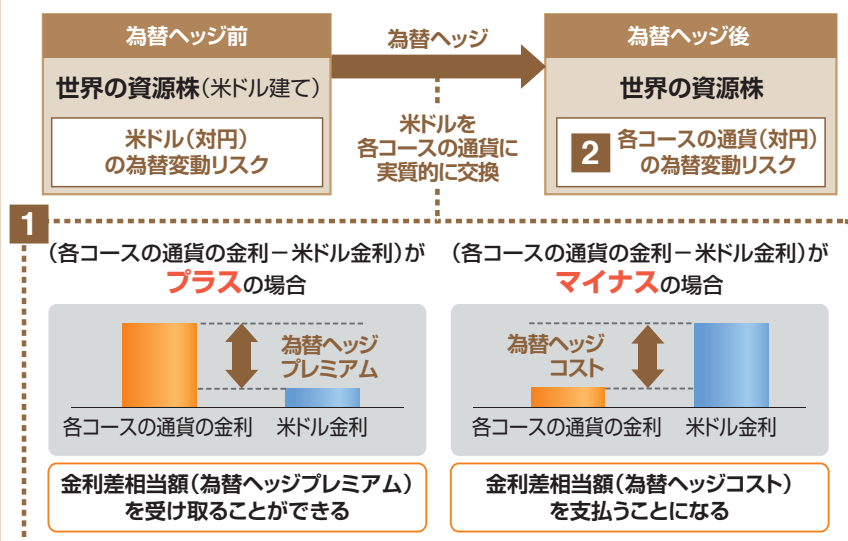 為替ヘッジ前
為替ヘッジ
為替ヘッジ後
世界の資源株(米ドル建て)
世界の資源株
米ドル(対円)
の為替変動リスク
米ドルを
各コースの通貨に
実質的に交換
2
各コースの通貨(対円)
の為替変動リスク
1
(各コースの通貨の金利−米ドル金利)が
プラスの場合
(各コースの通貨の金利−米ドル金利)が
マイナスの場合
為替ヘッジ
プレミアム
各コースの通貨の金利
米ドル金利
為替ヘッジ
コスト
各コースの通貨の金利
米ドル金利
金利差相当額(為替ヘッジプレミアム)
を受け取ることができる
金利差相当額(為替ヘッジコスト)
を支払うことになる